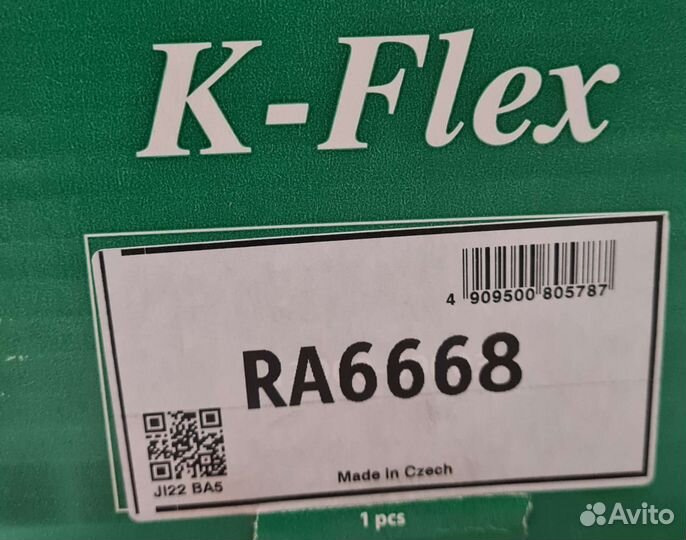 K-Flex
4 909500 805787
RA6668
JI22 BA5
Made in Czech
1 pcs
Avito